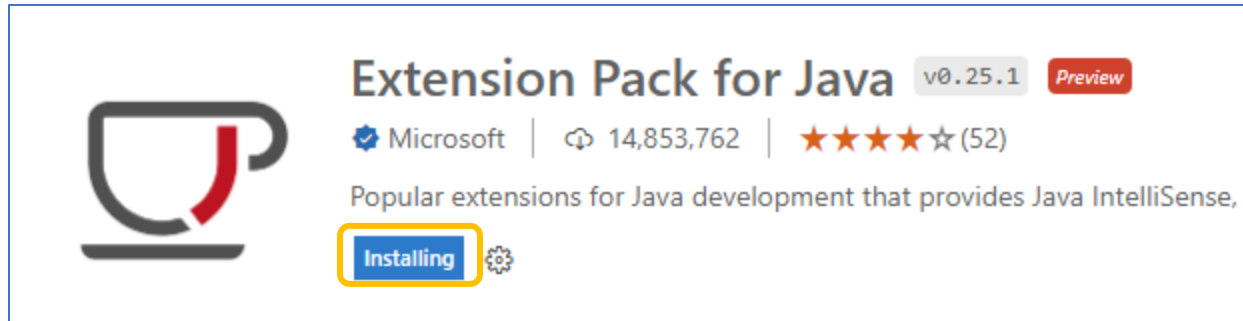 Extension Pack for Java v0.25.1 Preview
Microsoft 14,853,762 (52)
Popular extensions for Java development that provides Java IntelliSense,
Installing